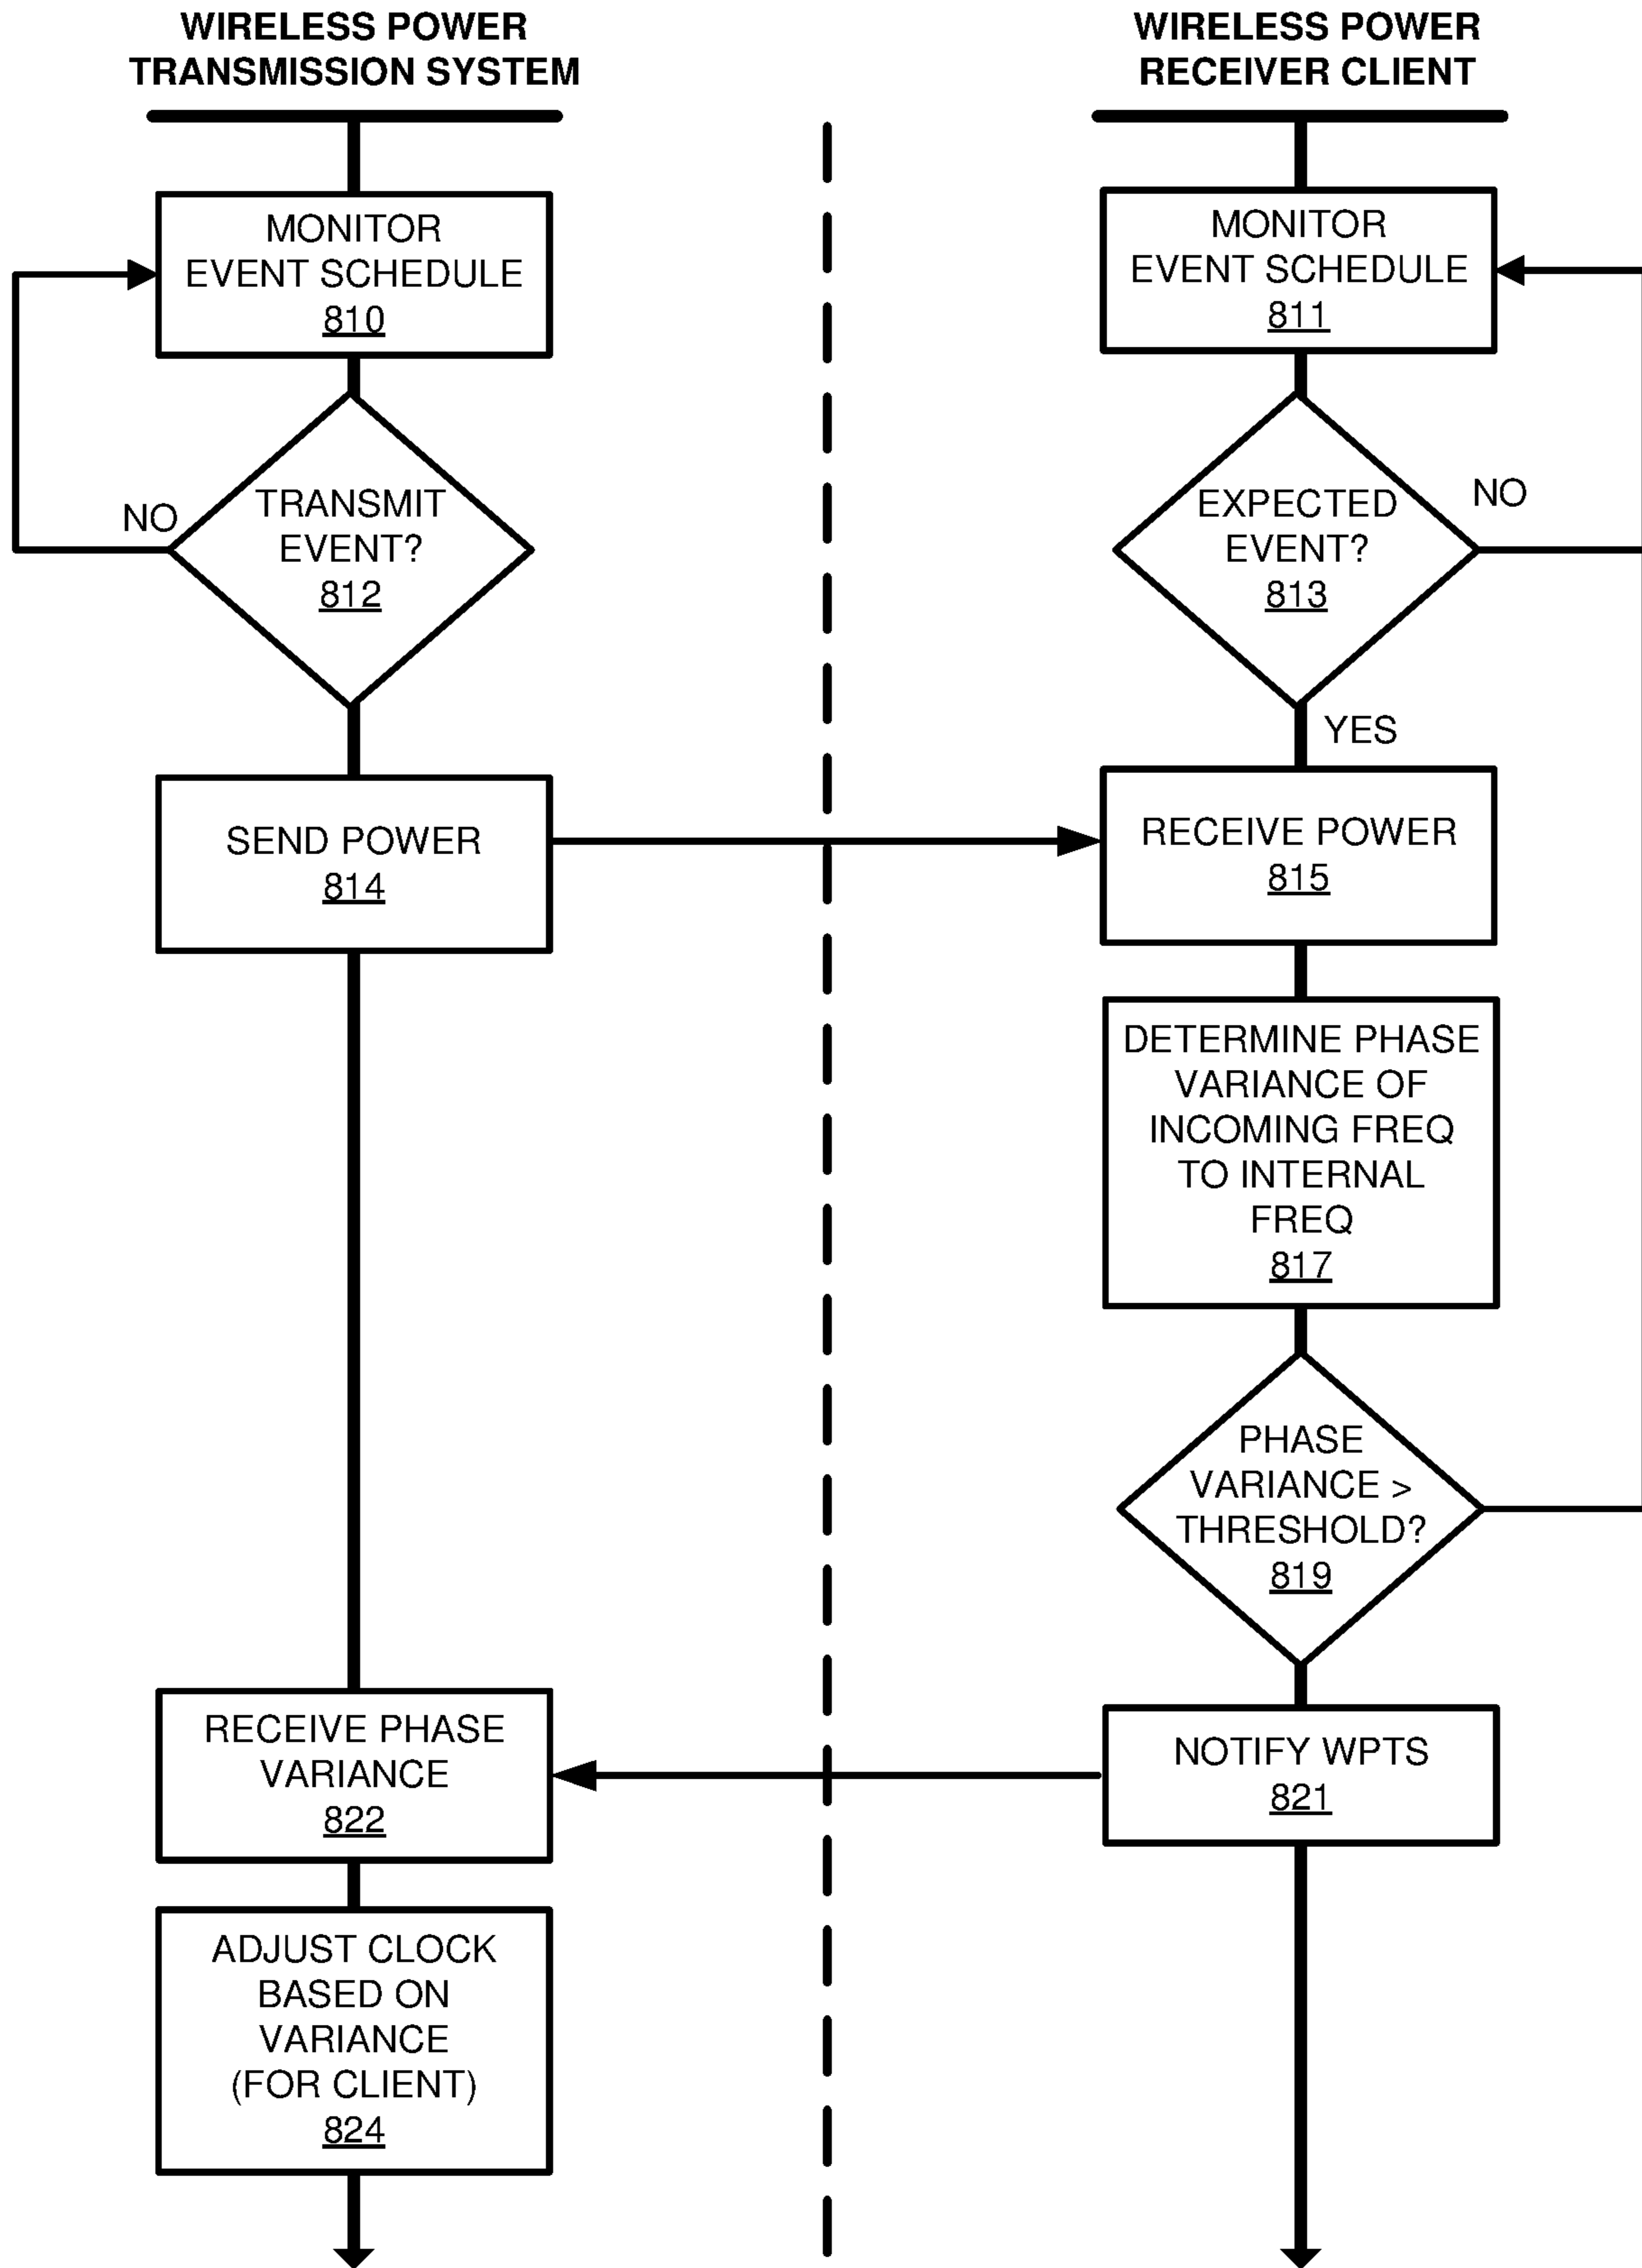 WIRELESS POWER
TRANSMISSION SYSTEM
MONITOR
EVENT SCHEDULE
810
NO
TRANSMIT
EVENT?
812
SEND POWER
814
RECEIVE PHASE
VARIANCE
822
ADJUST CLOCK
BASED ON
VARIANCE
(FOR CLIENT)
824
WIRELESS POWER
RECEIVER CLIENT
MONITOR
EVENT SCHEDULE
811
EXPECTED
EVENT?
813
NO
YES
RECEIVE POWER
815
DETERMINE PHASE
VARIANCE OF
INCOMING FREQ
TO INTERNAL
FREQ
817
PHASE
VARIANCE >
THRESHOLD?
819
NOTIFY WPTS
821